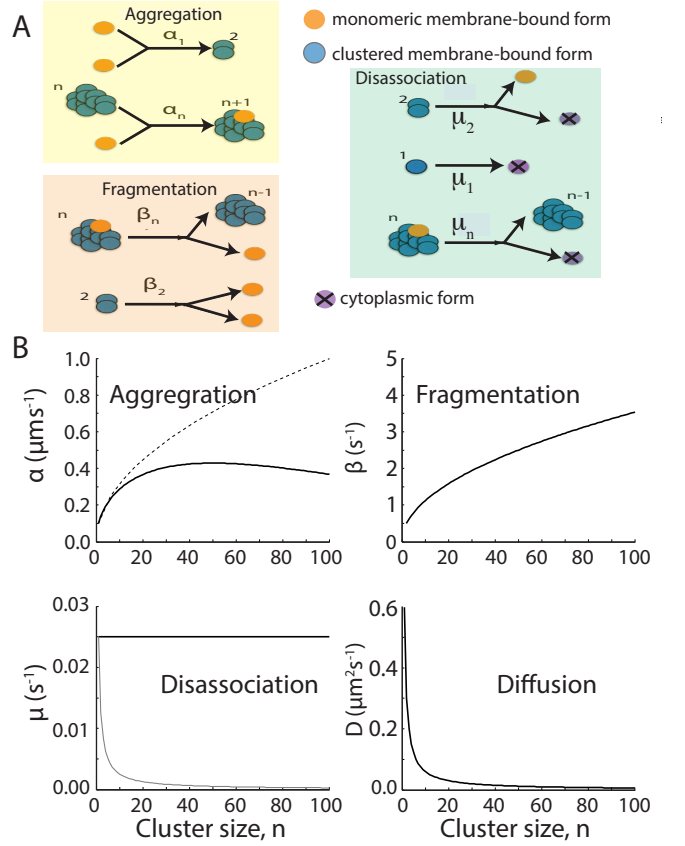 A
Aggregation
α1
2
n
αn
n+1
monomeric membrane-bound form
clustered membrane-bound form
Disassociation
2
μ2
1
μ1
n
μn
n-1
Fragmentation
n
βn
n-1
2
β2
cytoplasmic form
B
Aggregration
α (μms⁻¹)
1.0
0.8
0.6
0.4
0.2
0.0
0 20 40 60 80 100
Fragmentation
β (s⁻¹)
5
4
3
2
1
0
0 20 40 60 80 100
Disassociation
μ (s⁻¹)
0.03
0.02
0.01
0.00
0 20 40 60 80 100
Cluster size, n
Diffusion
D (μm²s⁻¹)
0.6
0.4
0.2
0.0
0 20 40 60 80 100
Cluster size, n